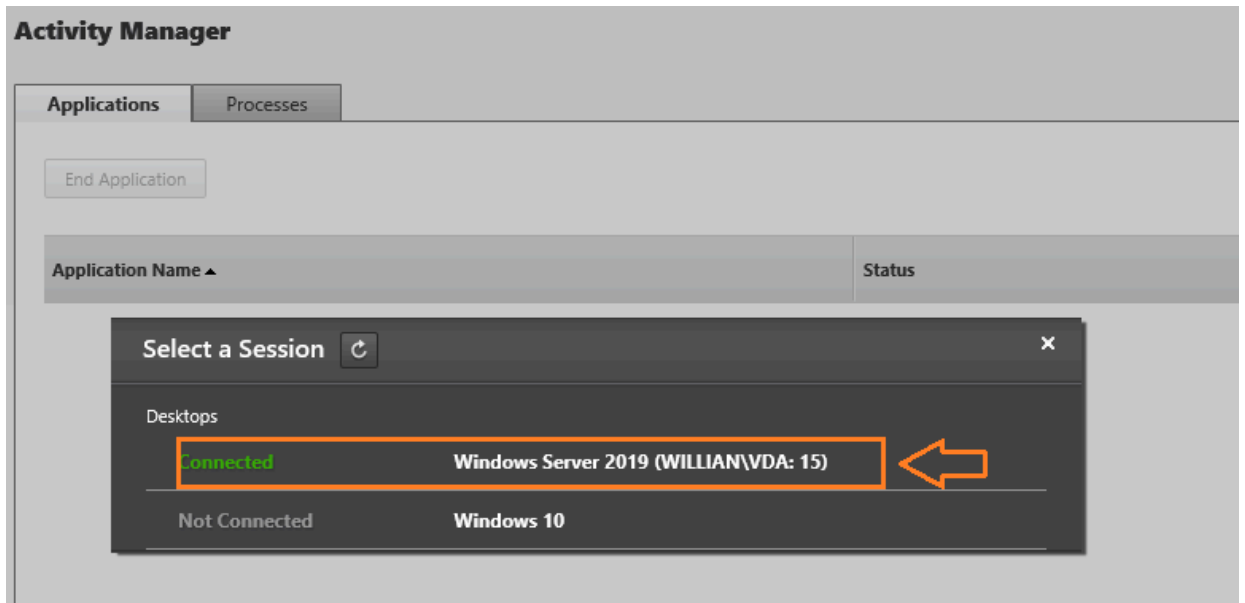 Activity Manager
Applications Processes
End Application
Application Name Status
Select a Session
Desktops
Connected Windows Server 2019 (WILLIAN\VDA: 15)
Not Connected Windows 10